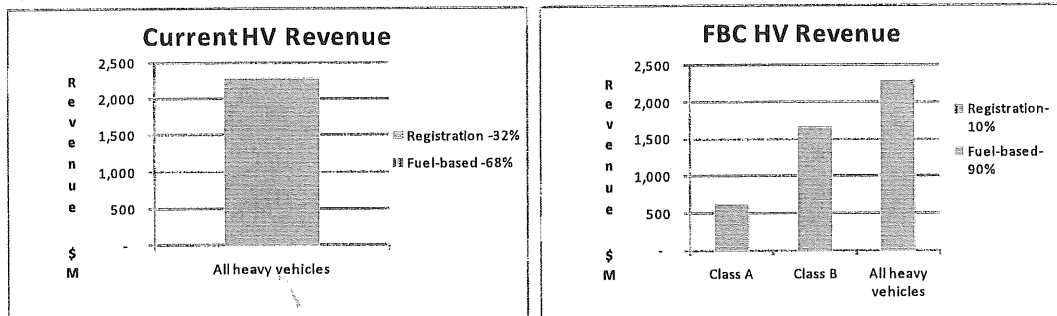 Current HV Revenue
Revenue $M
2,500
2,000
1,500
1,000
500
-
All heavy vehicles
Registration -32%
Fuel-based-68%
FBC HV Revenue
Revenue $M
2,500
2,000
1,500
1,000
500
-
Class A
Class B
All heavy
vehicles
Registration-
10%
Fuel-based-
90%